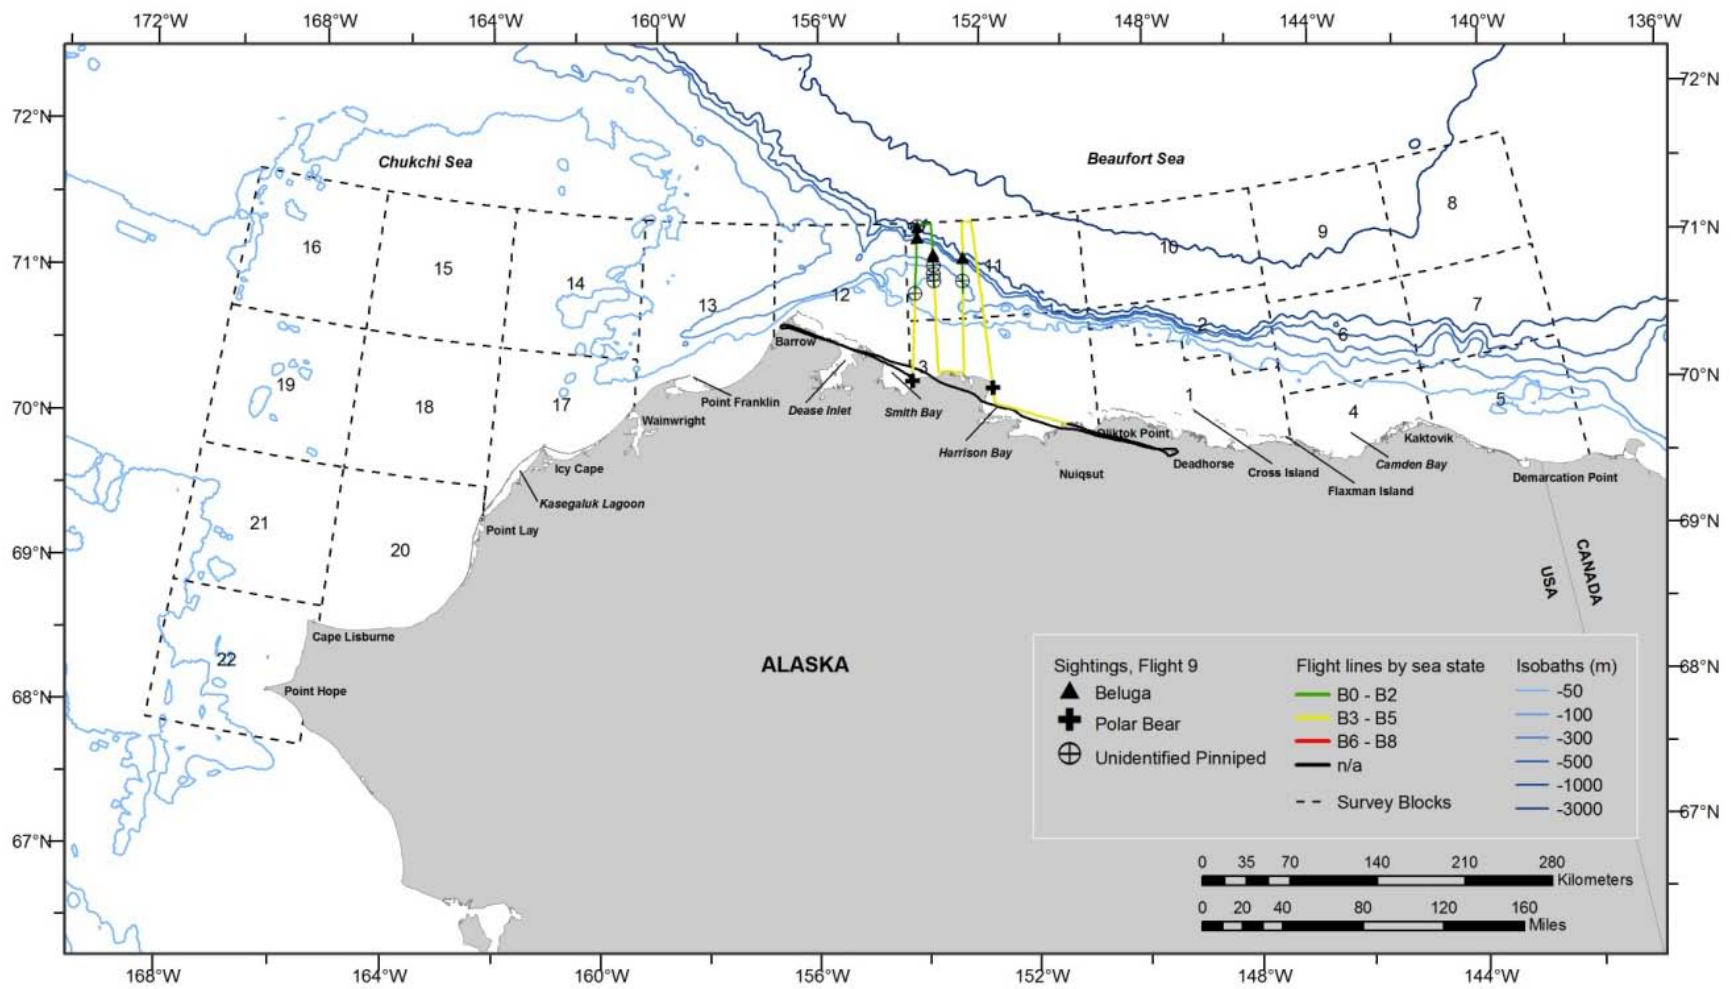 172°W 168°W 164°W 160°W 156°W 152°W 148°W 144°W 140°W 136°W
72°N 72°N
Chukchi Sea Beaufort Sea
8
9
16 71°N
10
71°N 15 11
14 12
13 7
2 6
Barrow
3 70°N
19 Point Franklin
70°N 18 17 Dease Inlet Smith Bay 1 4 5
Wainwright Oliktok Point Kaktovik
Harrison Bay
Icy Cape Nuiqsut Deadhorse Cross Island Camden Bay
Kasegaluk Lagoon Flaxman Island Demarcation Point
21 Point Lay 69°N
69°N 20
USA CANADA
Cape Lisburne
22 ALASKA 68°N
68°N Point Hope
Sightings, Flight 9
Beluga
Polar Bear
Unidentified Pinniped
Flight lines by sea state
B0 - B2
B3 - B5
B6 - B8
n/a
Survey Blocks
Isobaths (m)
-50
-100
-300
-500
-1000
-3000
67°N 67°N
0 35 70 140 210 280
Kilometers
0 20 40 80 120 160
Miles
168°W 164°W 160°W 156°W 152°W 148°W 144°W